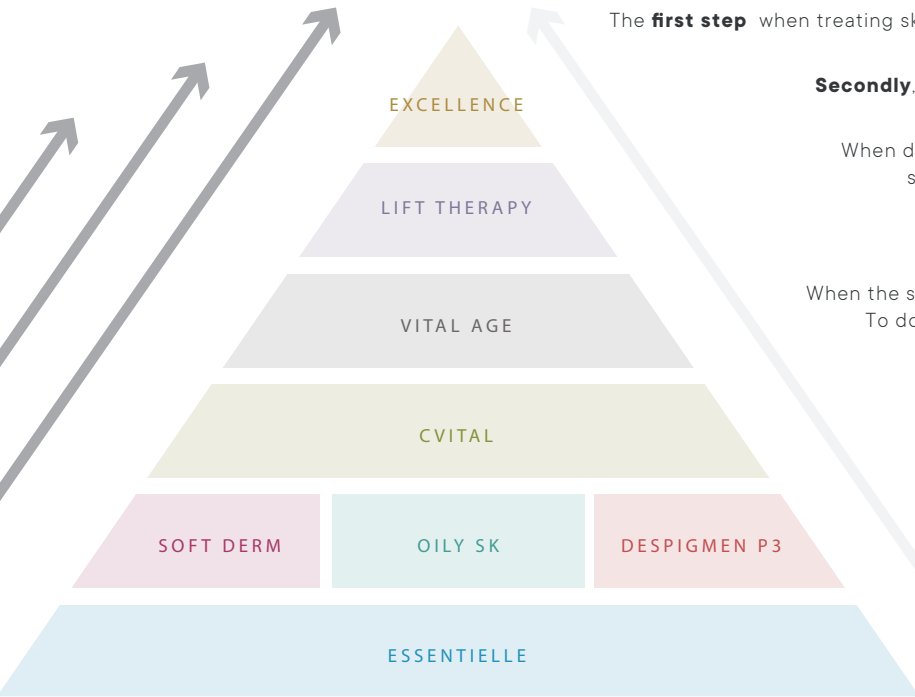 The first step when treating sk
Secondly,
When d
s
When the s
To do
EXCELLENCE
LIFT THERAPY
VITAL AGE
CVITAL
SOFT DERM
OILY SK
DESPIGMEN P3
ESSENTIELLE